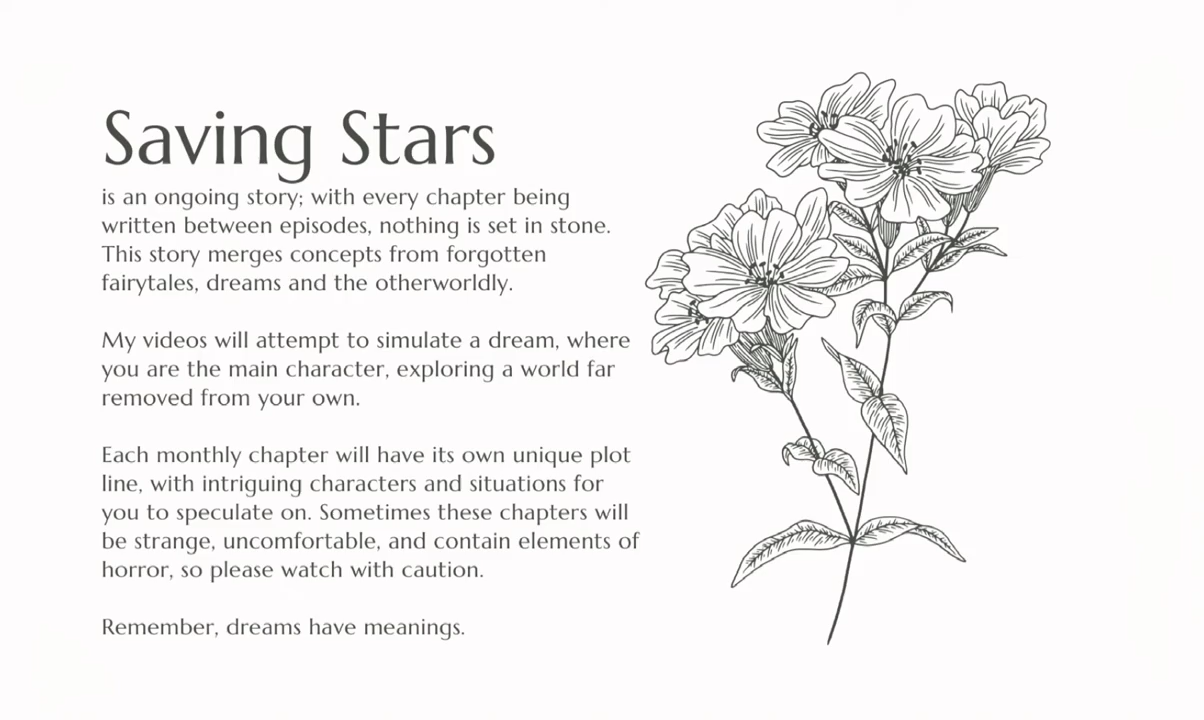 Saving Stars
is an ongoing story; with every chapter being
written between episodes, nothing is set in stone.
This story merges concepts from forgotten
fairytales, dreams and the otherworldly.
My videos will attempt to simulate a dream, where
you are the main character, exploring a world far
removed from your own.
Each monthly chapter will have its own unique plot
line, with intriguing characters and situations for
you to speculate on. Sometimes these chapters will
be strange, uncomfortable, and contain elements of
horror, so please watch with caution.
Remember, dreams have meanings.